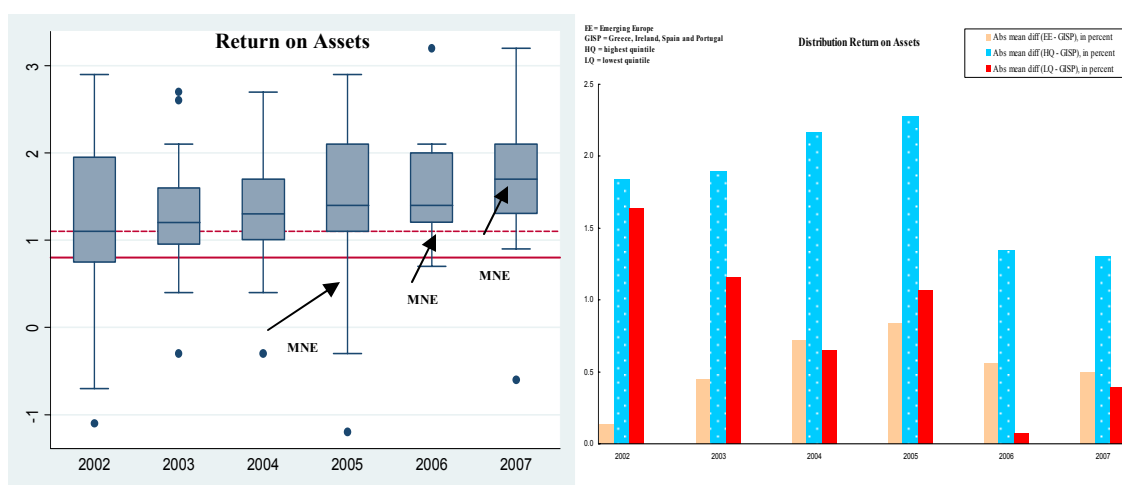 Return on Assets
3
2
1
0
-1
MNE
MNE
MNE
2002 2003 2004 2005 2006 2007
EE = Emerging Europe
GISP = Greece, Ireland, Spain and Portugal
HQ = highest quintile
LQ = lowest quintile
Distribution Return on Assets
Abs mean diff (EE - GISP), in percent
Abs mean diff (HQ - GISP), in percent
Abs mean diff (LQ - GISP), in percent
2.5
2.0
1.5
1.0
0.5
0.0
2002 2003 2004 2005 2006 2007